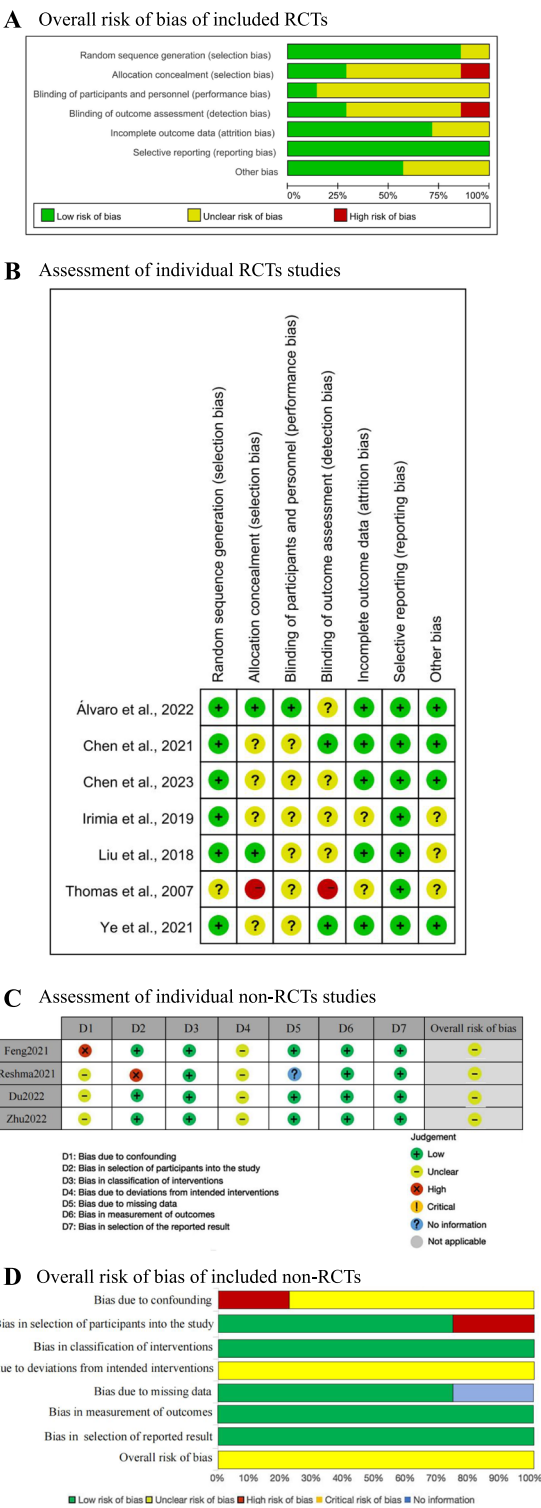 A Overall risk of bias of included RCTs
Random sequence generation (selection bias)
Allocation concealment (selection bias)
Blinding of participants and personnel (performance bias)
Blinding of outcome assessment (detection bias)
Incomplete outcome data (attrition bias)
Selective reporting (reporting bias)
Other bias
0% 25% 50% 75% 100%
Low risk of bias Unclear risk of bias High risk of bias
B Assessment of individual RCTs studies
Random sequence generation (selection bias)
Allocation concealment (selection bias)
Blinding of participants and personnel (performance bias)
Blinding of outcome assessment (detection bias)
Incomplete outcome data (attrition bias)
Selective reporting (reporting bias)
Other bias
Álvaro et al., 2022 + + + ? + + +
Chen et al., 2021 + ? ? + + + +
Chen et al., 2023 + ? ? ? + + +
Irimia et al., 2019 + ? ? ? ? + ?
Liu et al., 2018 + + ? ? + + ?
Thomas et al., 2007 ? - ? - ? + ?
Ye et al., 2021 + ? ? + + + +
C Assessment of individual non-RCTs studies
D1 D2 D3 D4 D5 D6 D7 Overall risk of bias
Feng2021 X + + - + + + -
Reshma2021 - X + - ? + + -
Du2022 - + + - + + + -
Zhu2022 - + + - + + + -
D1: Bias due to confounding
D2: Bias in selection of participants into the study
D3: Bias in classification of interventions
D4: Bias due to deviations from intended interventions
D5: Bias due to missing data
D6: Bias in measurement of outcomes
D7: Bias in selection of the reported result
Judgement
+ Low
- Unclear
X High
! Critical
? No information
Not applicable
D Overall risk of bias of included non-RCTs
Bias due to confounding
Bias in selection of participants into the study
Bias in classification of interventions
ue to deviations from intended interventions
Bias due to missing data
Bias in measurement of outcomes
Bias in selection of reported result
Overall risk of bias
0% 10% 20% 30% 40% 50% 60% 70% 80% 90% 100%
Low risk of bias Unclear risk of bias High risk of bias Critical risk of bias No information